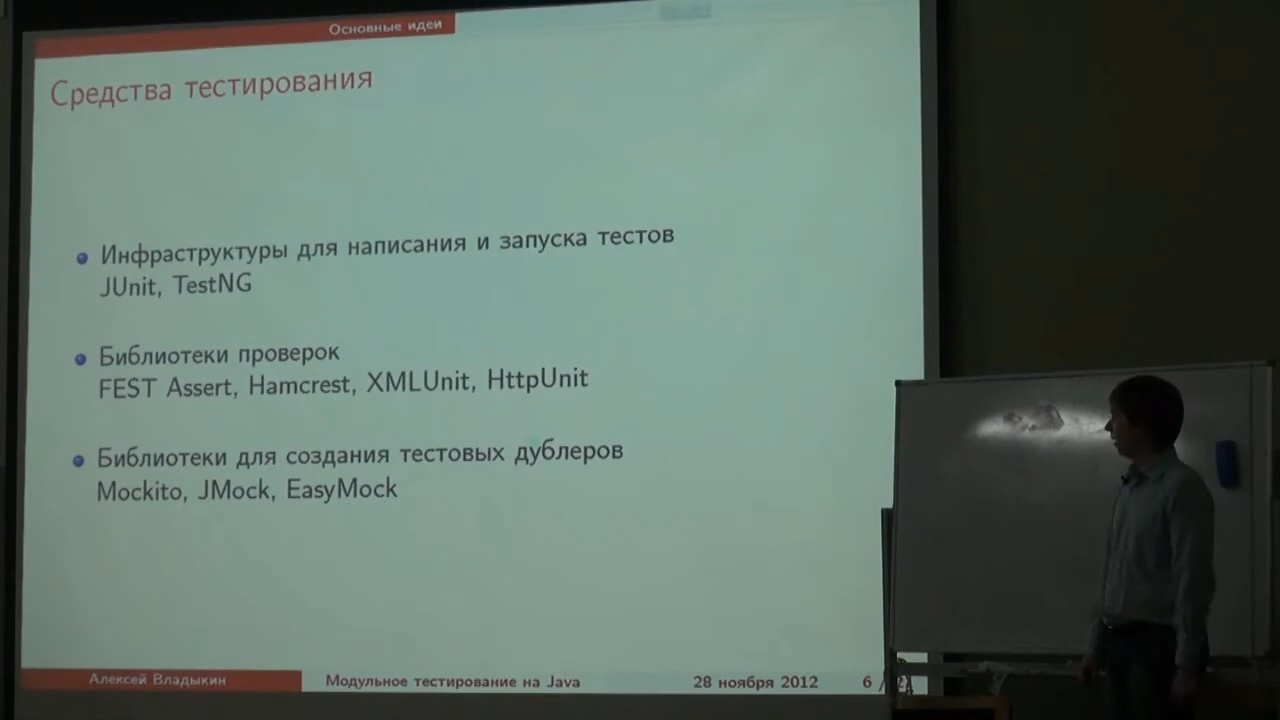 Основные идеи
Средства тестирования
Инфраструктуры для написания и запуска тестов
JUnit, TestNG
Библиотеки проверок
FEST Assert, Hamcrest, XMLUnit, HttpUnit
Библиотеки для создания тестовых дублеров
Mockito, JMock, EasyMock
Алексей Владыкин
Модульное тестирование на Java
28 ноября 2012
6 /